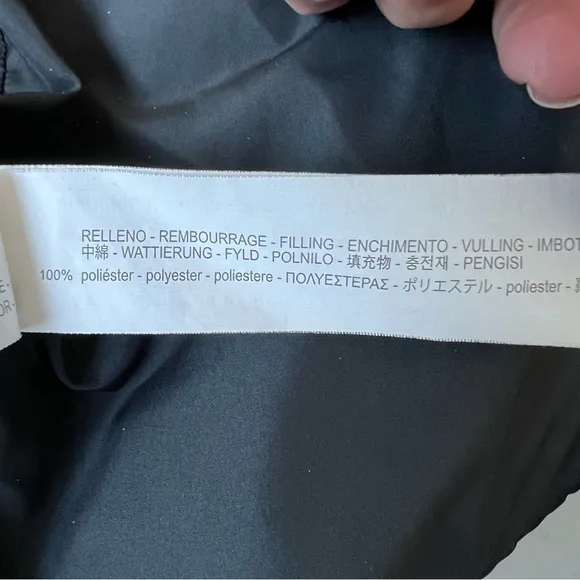 RELLENO - REMBOURRAGE - FILLING - ENCHIMENTO - VULLING - IMBOT
中綿 - WATTIERUNG - FYLD - POLNILO - 填充物 - 충전재 - PENGISI
100% poliéster - polyester - poliestere - ΠΟΛΥΕΣΤΕΡΑΣ - ポリエステル - poliester -
E-
OR-